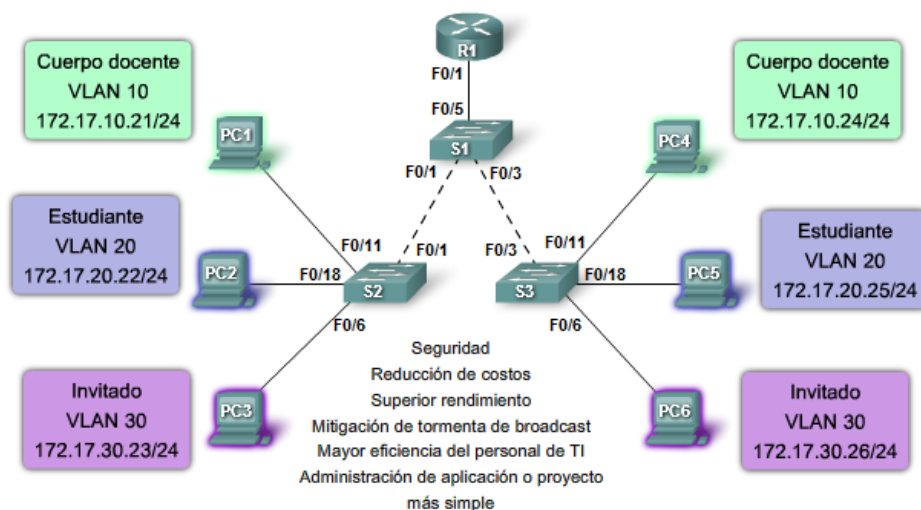 R1
F0/1
F0/5
S1
F0/1
F0/3
Cuerpo docente
VLAN 10
172.17.10.21/24
PC1
Cuerpo docente
VLAN 10
172.17.10.24/24
PC4
Estudiante
VLAN 20
172.17.20.22/24
PC2
F0/11
F0/18
F0/1
S2
F0/6
F0/3
F0/11
F0/18
S3
F0/6
PC5
Estudiante
VLAN 20
172.17.20.25/24
Invitado
VLAN 30
172.17.30.23/24
PC3
Seguridad
Reducción de costos
Superior rendimiento
Mitigación de tormenta de broadcast
Mayor eficiencia del personal de TI
Administración de aplicación o proyecto
más simple
PC6
Invitado
VLAN 30
172.17.30.26/24